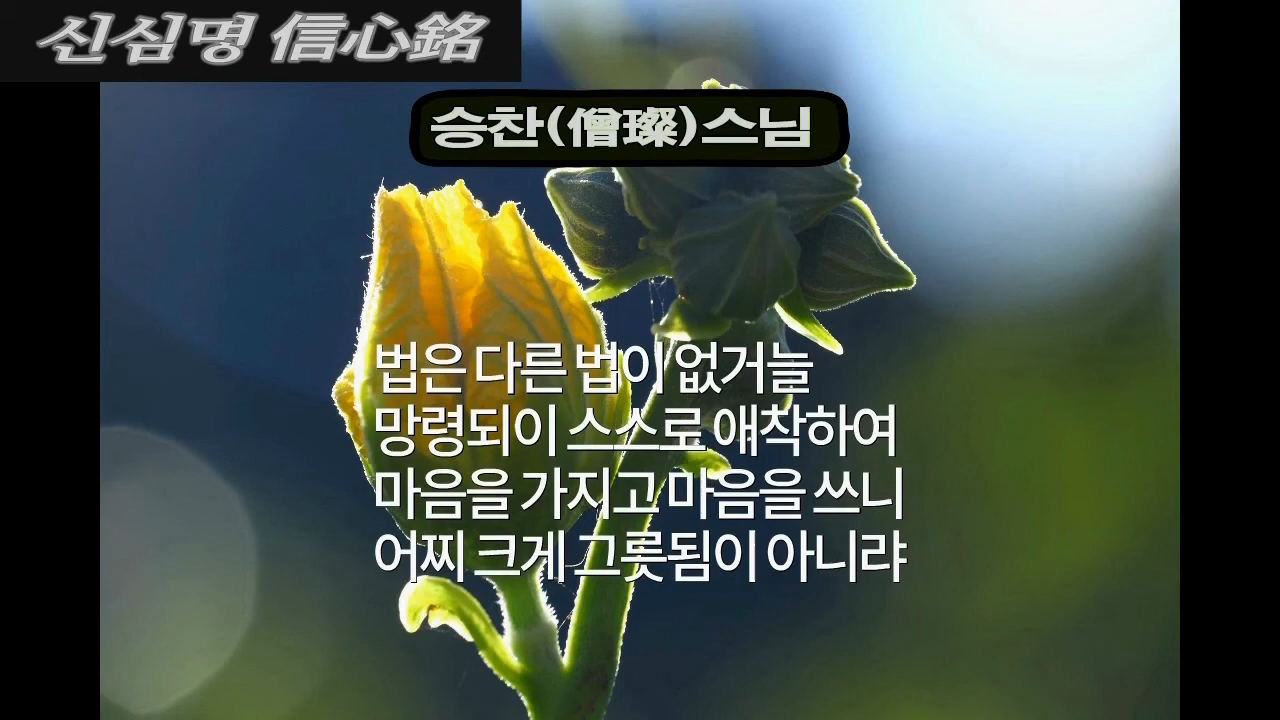 신심명 信心銘
승찬(僧璨)스님
법은 다른 법이 없거늘
망령되이 스스로 애착하여
마음을 가지고 마음을 쓰니
어찌 크게 그릇됨이 아니랴